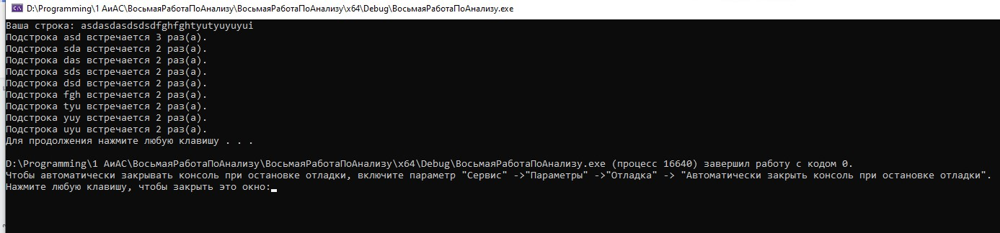 D:\Programming\1 АиАС\ВосьмаяРаботаПоАнализу\ВосьмаяРаботаПоАнализу\x64\Debug\ВосьмаяРаботаПоАнализу.exe
Ваша строка: asdasdasdsdsdfghfghtyutyuyuyui
Подстрока asd встречается 3 раз(а).
Подстрока sda встречается 2 раз(а).
Подстрока das встречается 2 раз(а).
Подстрока sds встречается 2 раз(а).
Подстрока dsd встречается 2 раз(а).
Подстрока fgh встречается 2 раз(а).
Подстрока tyu встречается 2 раз(а).
Подстрока yuy встречается 2 раз(а).
Подстрока uyu встречается 2 раз(а).
Для продолжения нажмите любую клавишу . . .
D:\Programming\1 АиАС\ВосьмаяРаботаПоАнализу\ВосьмаяРаботаПоАнализу\x64\Debug\ВосьмаяРаботаПоАнализу.exe (процесс 16640) завершил работу с кодом 0.
Чтобы автоматически закрывать консоль при остановке отладки, включите параметр "Сервис" ->"Параметры" ->"Отладка" -> "Автоматически закрыть консоль при остановке отладки".
Нажмите любую клавишу, чтобы закрыть это окно: